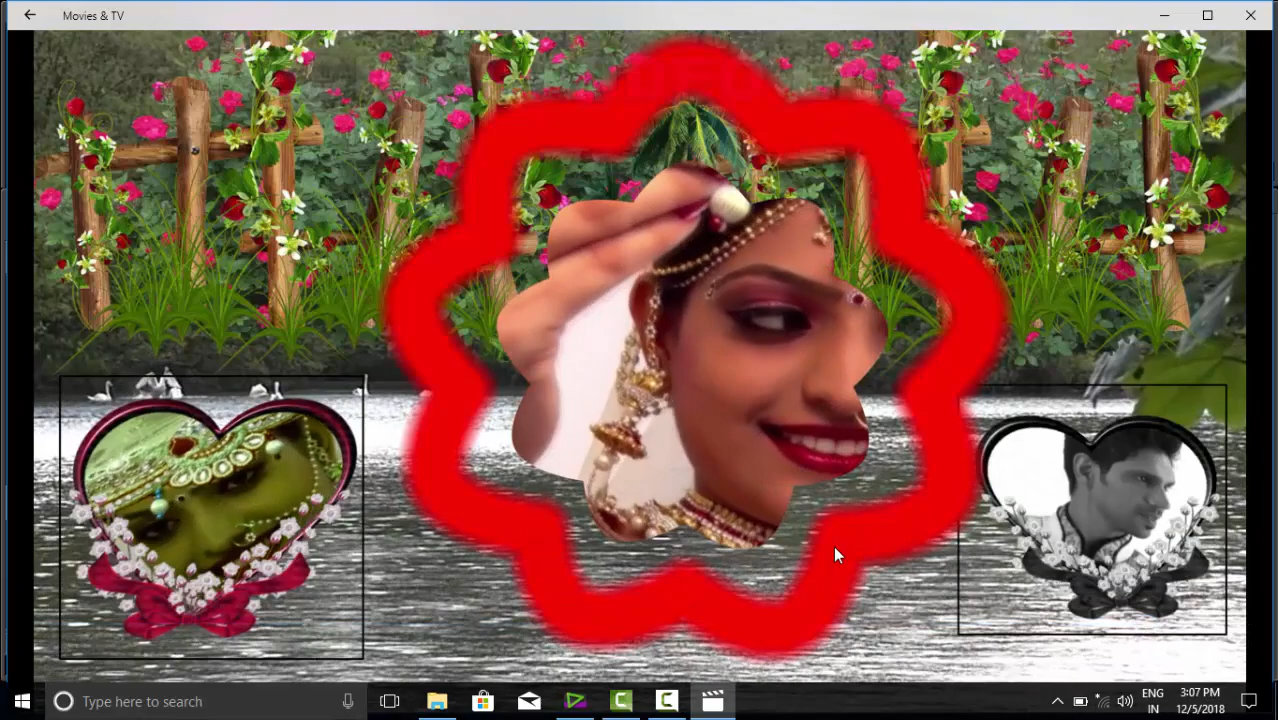 Movies & TV
Type here to search
ENG
IN
3:07 PM
12/5/2018